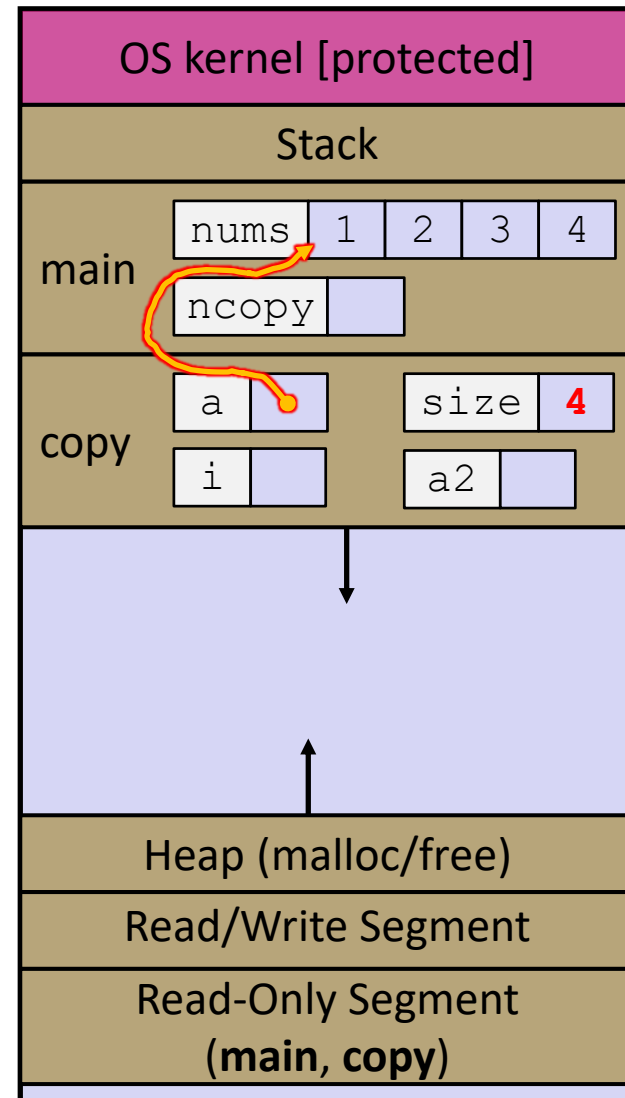 OS kernel [protected]
Stack
main
nums 1 2 3 4
ncopy
copy
a size 4
i a2
Heap (malloc/free)
Read/Write Segment
Read-Only Segment
(main, copy)